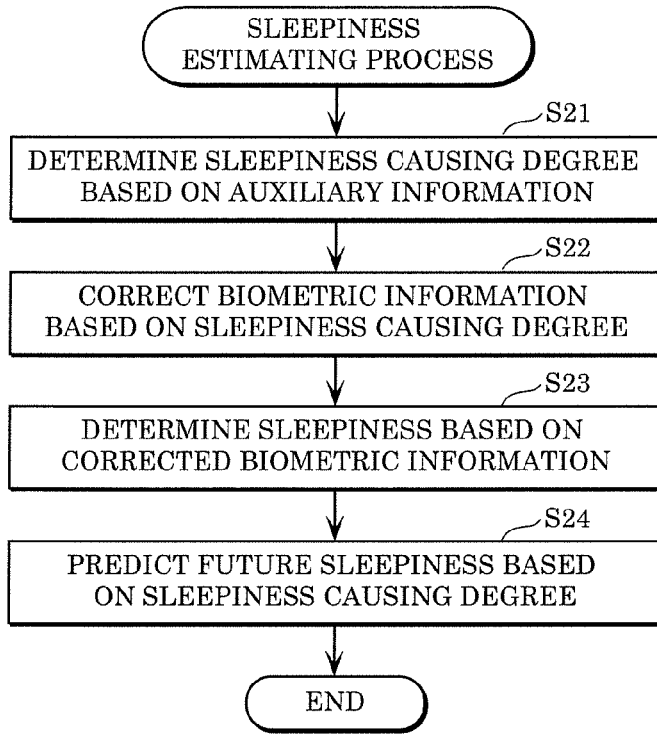 SLEEPINESS
ESTIMATING PROCESS
S21
DETERMINE SLEEPINESS CAUSING DEGREE
BASED ON AUXILIARY INFORMATION
S22
CORRECT BIOMETRIC INFORMATION
BASED ON SLEEPINESS CAUSING DEGREE
S23
DETERMINE SLEEPINESS BASED ON
CORRECTED BIOMETRIC INFORMATION
S24
PREDICT FUTURE SLEEPINESS BASED
ON SLEEPINESS CAUSING DEGREE
END